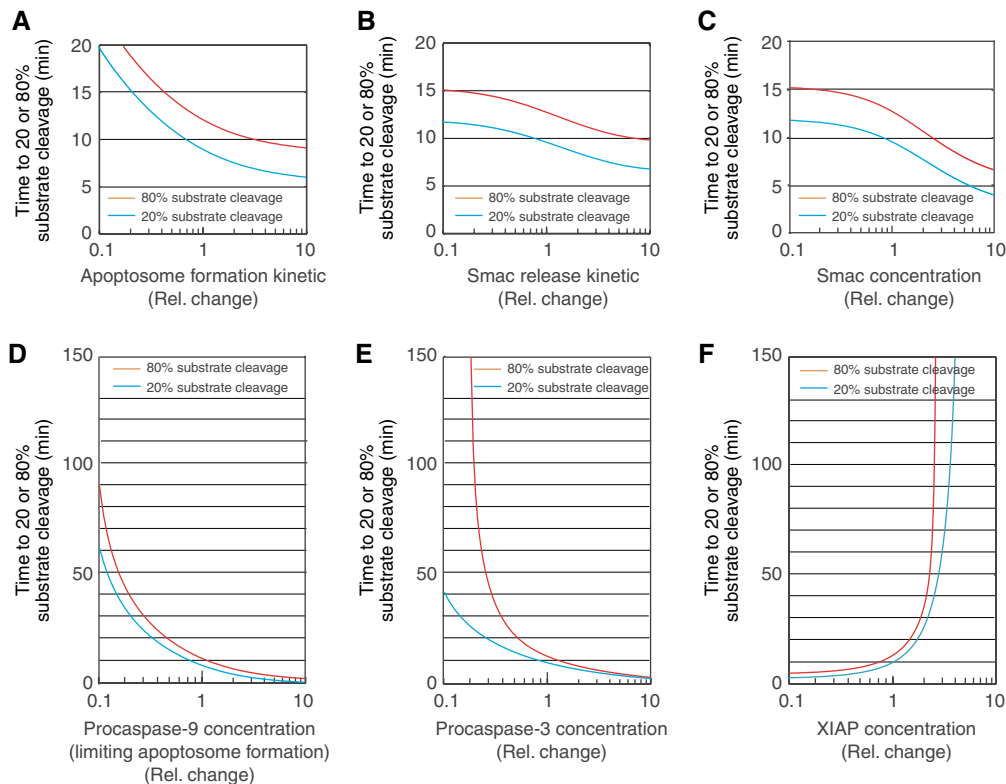 A
Time to 20 or 80%
substrate cleavage (min)
20
15
10
5
0
80% substrate cleavage
20% substrate cleavage
0.1
1
10
Apoptosome formation kinetic
(Rel. change)
B
Time to 20 or 80%
substrate cleavage (min)
20
15
10
5
0
80% substrate cleavage
20% substrate cleavage
0.1
1
10
Smac release kinetic
(Rel. change)
C
Time to 20 or 80%
substrate cleavage (min)
20
15
10
5
0
80% substrate cleavage
20% substrate cleavage
0.1
1
10
Smac concentration
(Rel. change)
D
Time to 20 or 80%
substrate cleavage (min)
150
100
50
0
80% substrate cleavage
20% substrate cleavage
0.1
1
10
Procaspase-9 concentration
(limiting apoptosome formation)
(Rel. change)
E
Time to 20 or 80%
substrate cleavage (min)
150
100
50
0
80% substrate cleavage
20% substrate cleavage
0.1
1
10
Procaspase-3 concentration
(Rel. change)
F
Time to 20 or 80%
substrate cleavage (min)
150
100
50
0
80% substrate cleavage
20% substrate cleavage
0.1
1
10
XIAP concentration
(Rel. change)